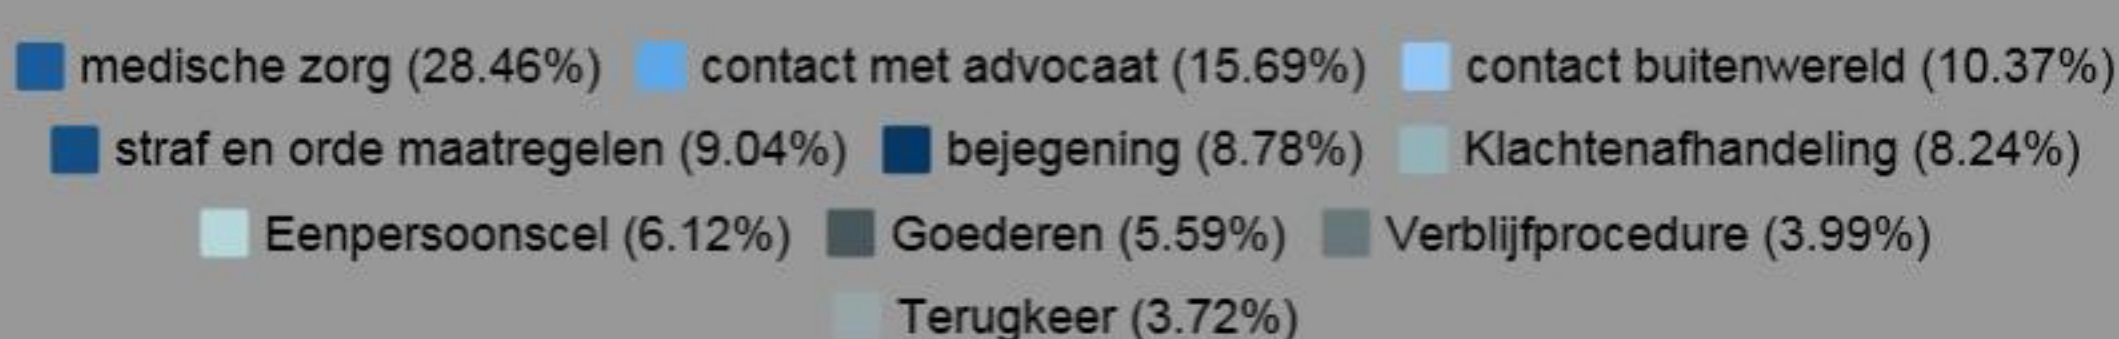 medische zorg (28.46%) contact met advocaat (15.69%) contact buitenwereld (10.37%)
straf en orde maatregelen (9.04%) bejegening (8.78%) Klachtenafhandeling (8.24%)
Eenpersoonscel (6.12%) Goederen (5.59%) Verblijfprocedure (3.99%)
Terugkeer (3.72%)